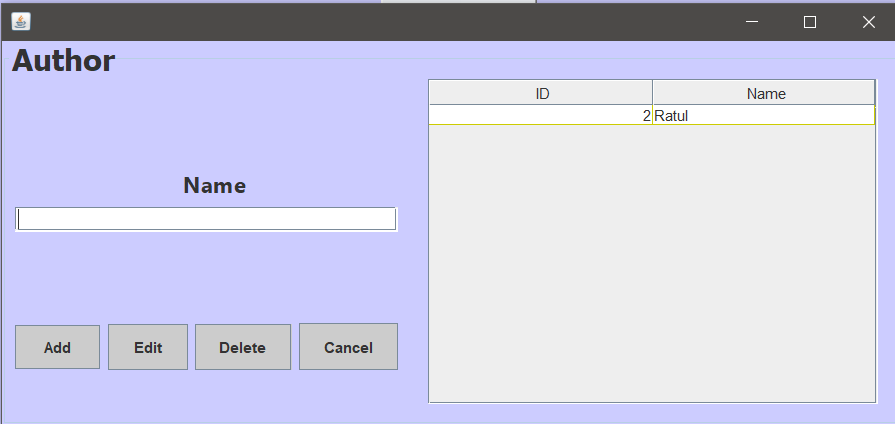 Author
Name
Add Edit Delete Cancel
ID Name
2 Ratul